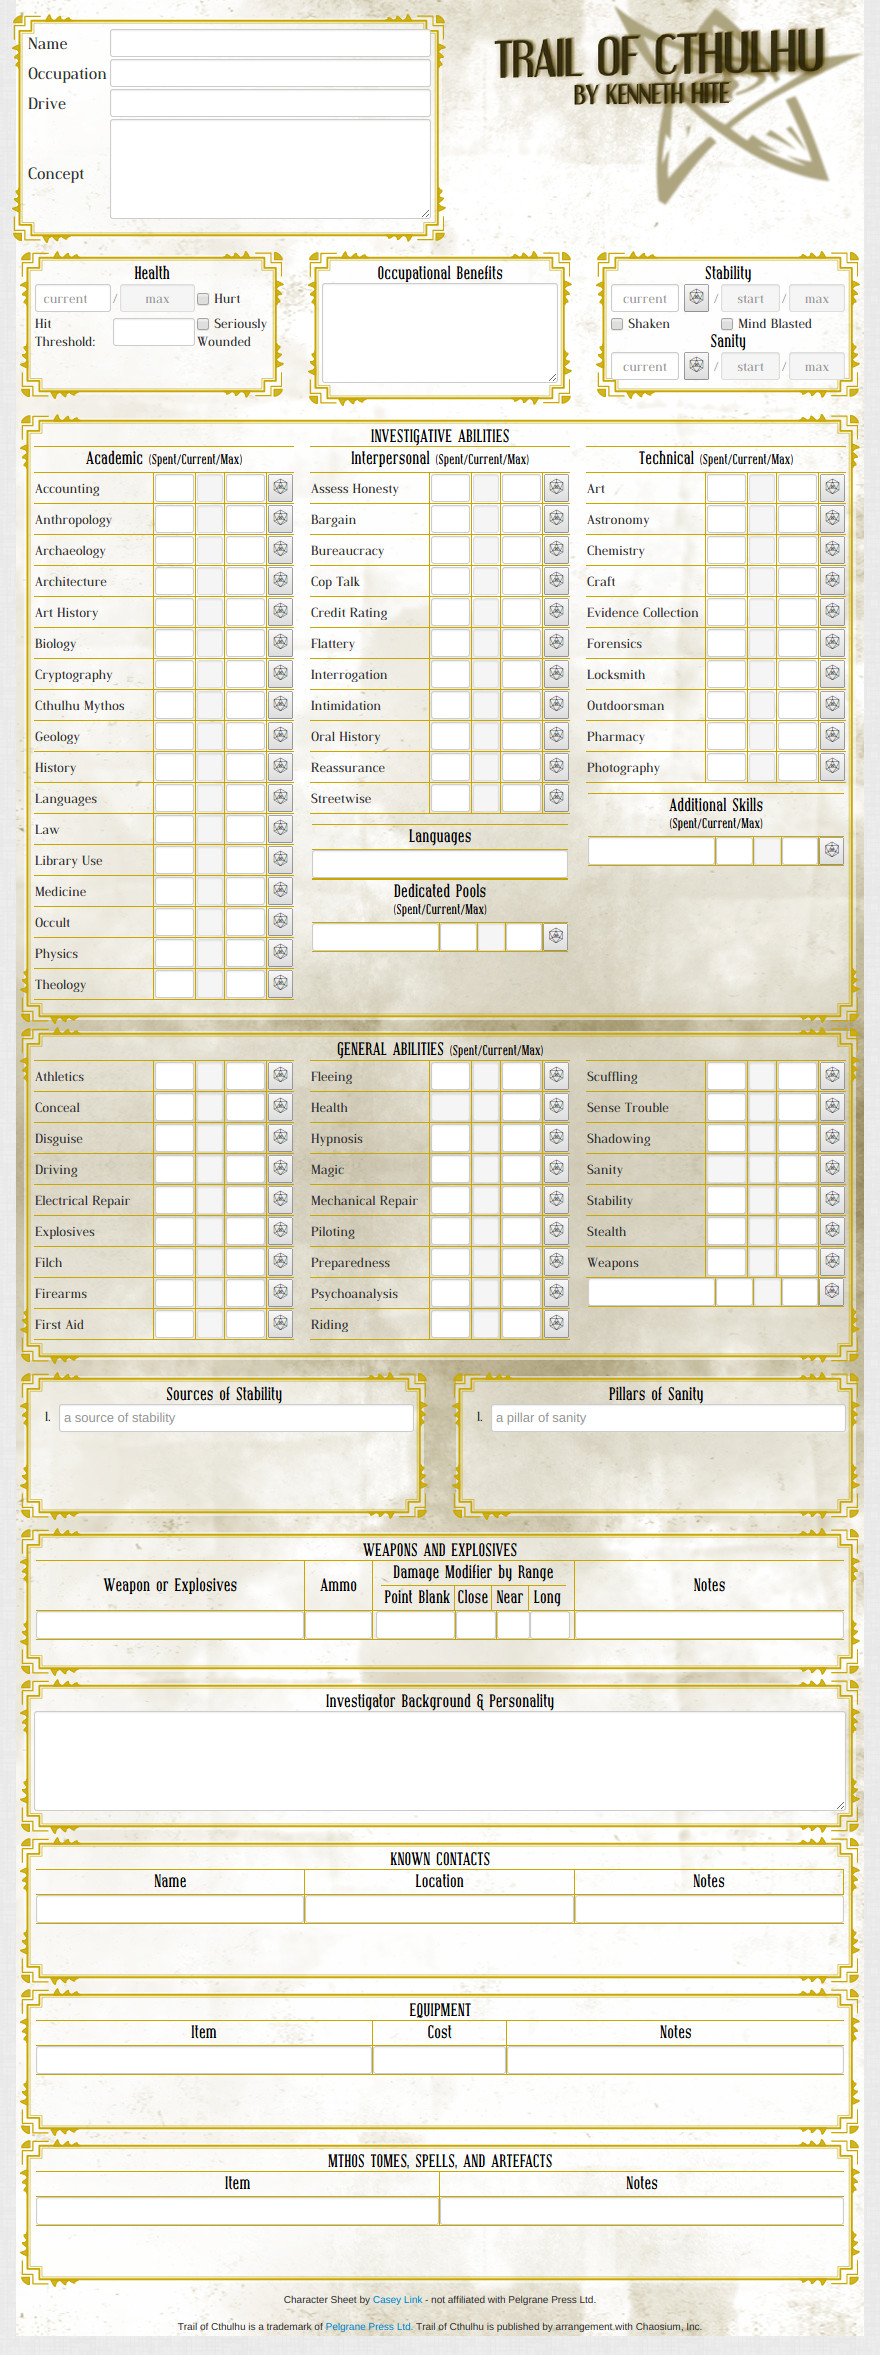 Name
Occupation
Drive
Concept
TRAIL OF CTHULHU
BY KENNETH HITE
Health
current / max Hurt
Hit Threshold: Seriously Wounded
Occupational Benefits
Stability
current / start / max
Shaken Mind Blasted
Sanity
current / start / max
INVESTIGATIVE ABILITIES
Academic (Spent/Current/Max)
Accounting
Anthropology
Archaeology
Architecture
Art History
Biology
Cryptography
Cthulhu Mythos
Geology
History
Languages
Law
Library Use
Medicine
Occult
Physics
Theology
Interpersonal (Spent/Current/Max)
Assess Honesty
Bargain
Bureaucracy
Cop Talk
Credit Rating
Flattery
Interrogation
Intimidation
Oral History
Reassurance
Streetwise
Languages
Dedicated Pools
(Spent/Current/Max)
Technical (Spent/Current/Max)
Art
Astronomy
Chemistry
Craft
Evidence Collection
Forensics
Locksmith
Outdoorsman
Pharmacy
Photography
Additional Skills
(Spent/Current/Max)
GENERAL ABILITIES (Spent/Current/Max)
Athletics
Conceal
Disguise
Driving
Electrical Repair
Explosives
Filch
Firearms
First Aid
Fleeing
Health
Hypnosis
Magic
Mechanical Repair
Piloting
Preparedness
Psychoanalysis
Riding
Scuffling
Sense Trouble
Shadowing
Sanity
Stability
Stealth
Weapons
Sources of Stability
1. a source of stability
Pillars of Sanity
1. a pillar of sanity
WEAPONS AND EXPLOSIVES
Weapon or Explosives
Ammo
Damage Modifier by Range
Point Blank Close Near Long
Notes
Investigator Background & Personality
KNOWN CONTACTS
Name Location Notes
EQUIPMENT
Item Cost Notes
MTHOS TOMES, SPELLS, AND ARTEFACTS
Item Notes
Character Sheet by Casey Link - not affiliated with Pelgrane Press Ltd.
Trail of Cthulhu is a trademark of Pelgrane Press Ltd. Trail of Cthulhu is published by arrangement with Chaosium, Inc.